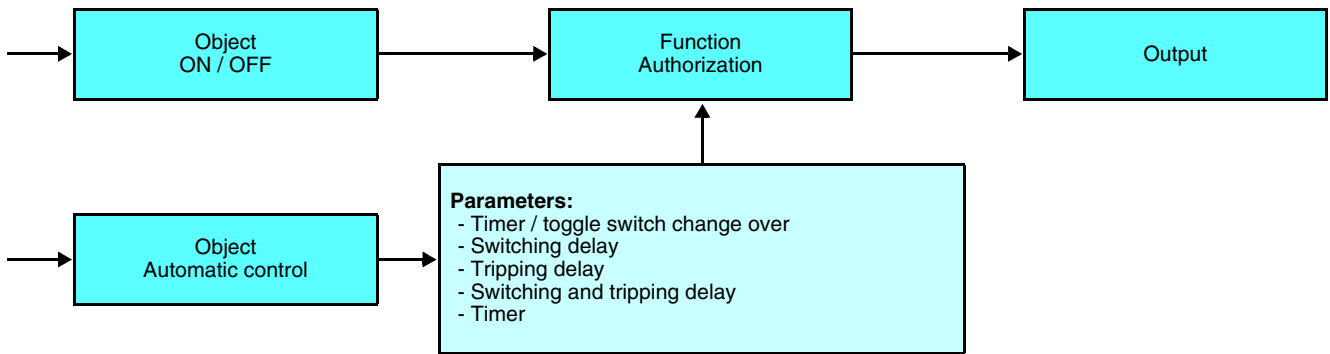 Object
ON / OFF
Function
Authorization
Output
Parameters:
- Timer / toggle switch change over
- Switching delay
- Tripping delay
- Switching and tripping delay
- Timer
Object
Automatic control